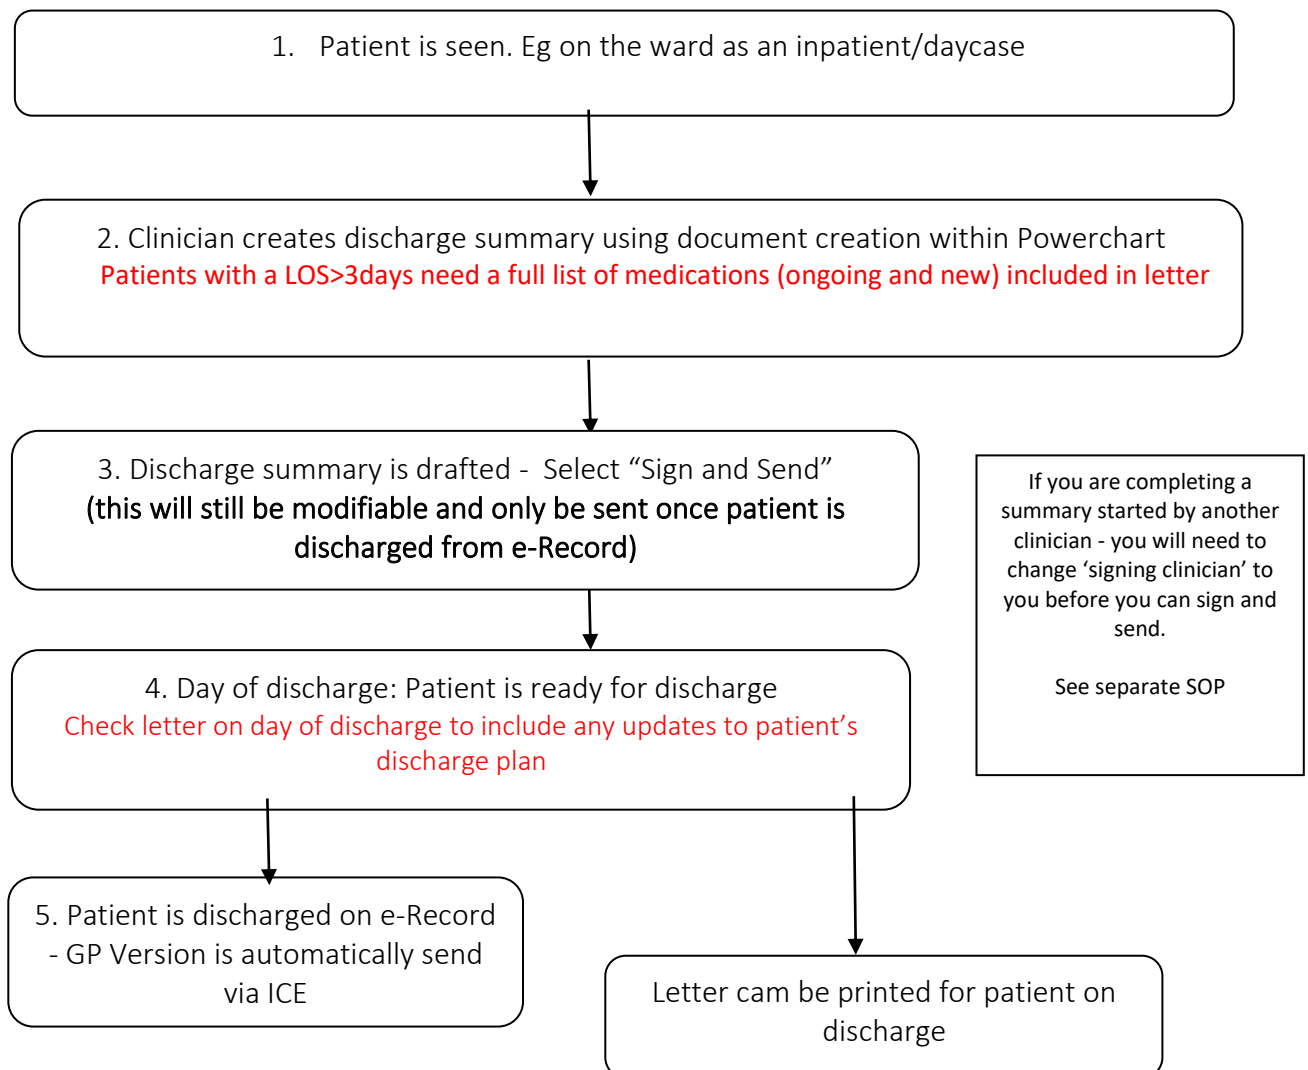 1. Patient is seen. Eg on the ward as an inpatient/daycase
2. Clinician creates discharge summary using document creation within Powerchart
Patients with a LOS>3days need a full list of medications (ongoing and new) included in letter
3. Discharge summary is drafted - Select “Sign and Send”
(this will still be modifiable and only be sent once patient is
discharged from e-Record)
If you are completing a
summary started by another
clinician - you will need to
change ‘signing clinician’ to
you before you can sign and
send.
See separate SOP
4. Day of discharge: Patient is ready for discharge
Check letter on day of discharge to include any updates to patient’s
discharge plan
5. Patient is discharged on e-Record
- GP Version is automatically send
via ICE
Letter cam be printed for patient on
discharge